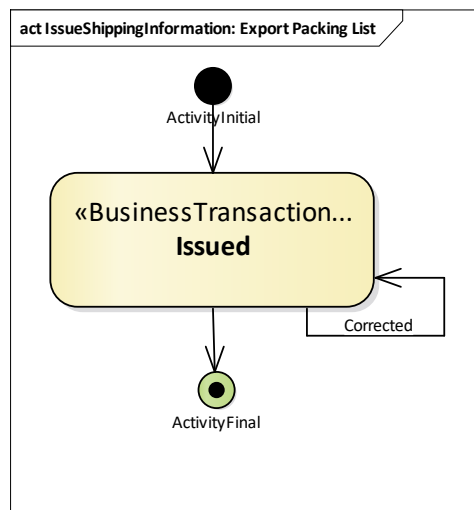 act IssueShippingInformation: Export Packing List
ActivityInitial
«BusinessTransaction...
Issued
Corrected
ActivityFinal